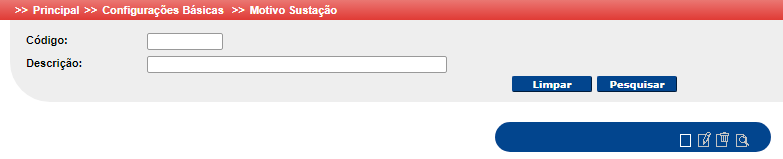 >> Principal >> Configurações Básicas >> Motivo Sustação
Código:
Descrição:
Limpar Pesquisar